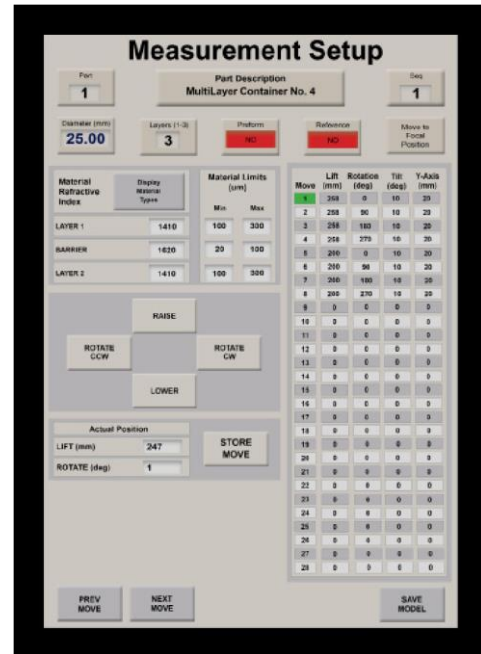 Measurement Setup
Part
1
Part Description
MultiLayer Container No. 4
Seq
1
Diameter (mm)
25.00
Layers (1-3)
3
Preform
NO
Reference
NO
Move to
Focal
Position
Material
Refractive
Index
Display
Material
Types
Material Limits
(um)
Min Max
LAYER 1 1410 100 300
BARRIER 1620 20 100
LAYER 2 1410 100 300
RAISE
ROTATE
CCW
ROTATE
CW
LOWER
Actual Position
LIFT (mm) 247
ROTATE (deg) 1
STORE
MOVE
Move Lift (mm) Rotation (deg) Tilt (deg) Y-Axis (mm)
1 268 0 10 20
2 268 90 10 20
3 268 180 10 20
4 268 270 10 20
5 200 0 10 20
6 200 90 10 20
7 200 180 10 20
8 200 270 10 20
9 0 0 0 0
10 0 0 0 0
11 0 0 0 0
12 0 0 0 0
13 0 0 0 0
14 0 0 0 0
15 0 0 0 0
16 0 0 0 0
17 0 0 0 0
18 0 0 0 0
19 0 0 0 0
20 0 0 0 0
21 0 0 0 0
22 0 0 0 0
23 0 0 0 0
24 0 0 0 0
25 0 0 0 0
26 0 0 0 0
27 0 0 0 0
28 0 0 0 0
PREV
MOVE
NEXT
MOVE
SAVE
MODEL